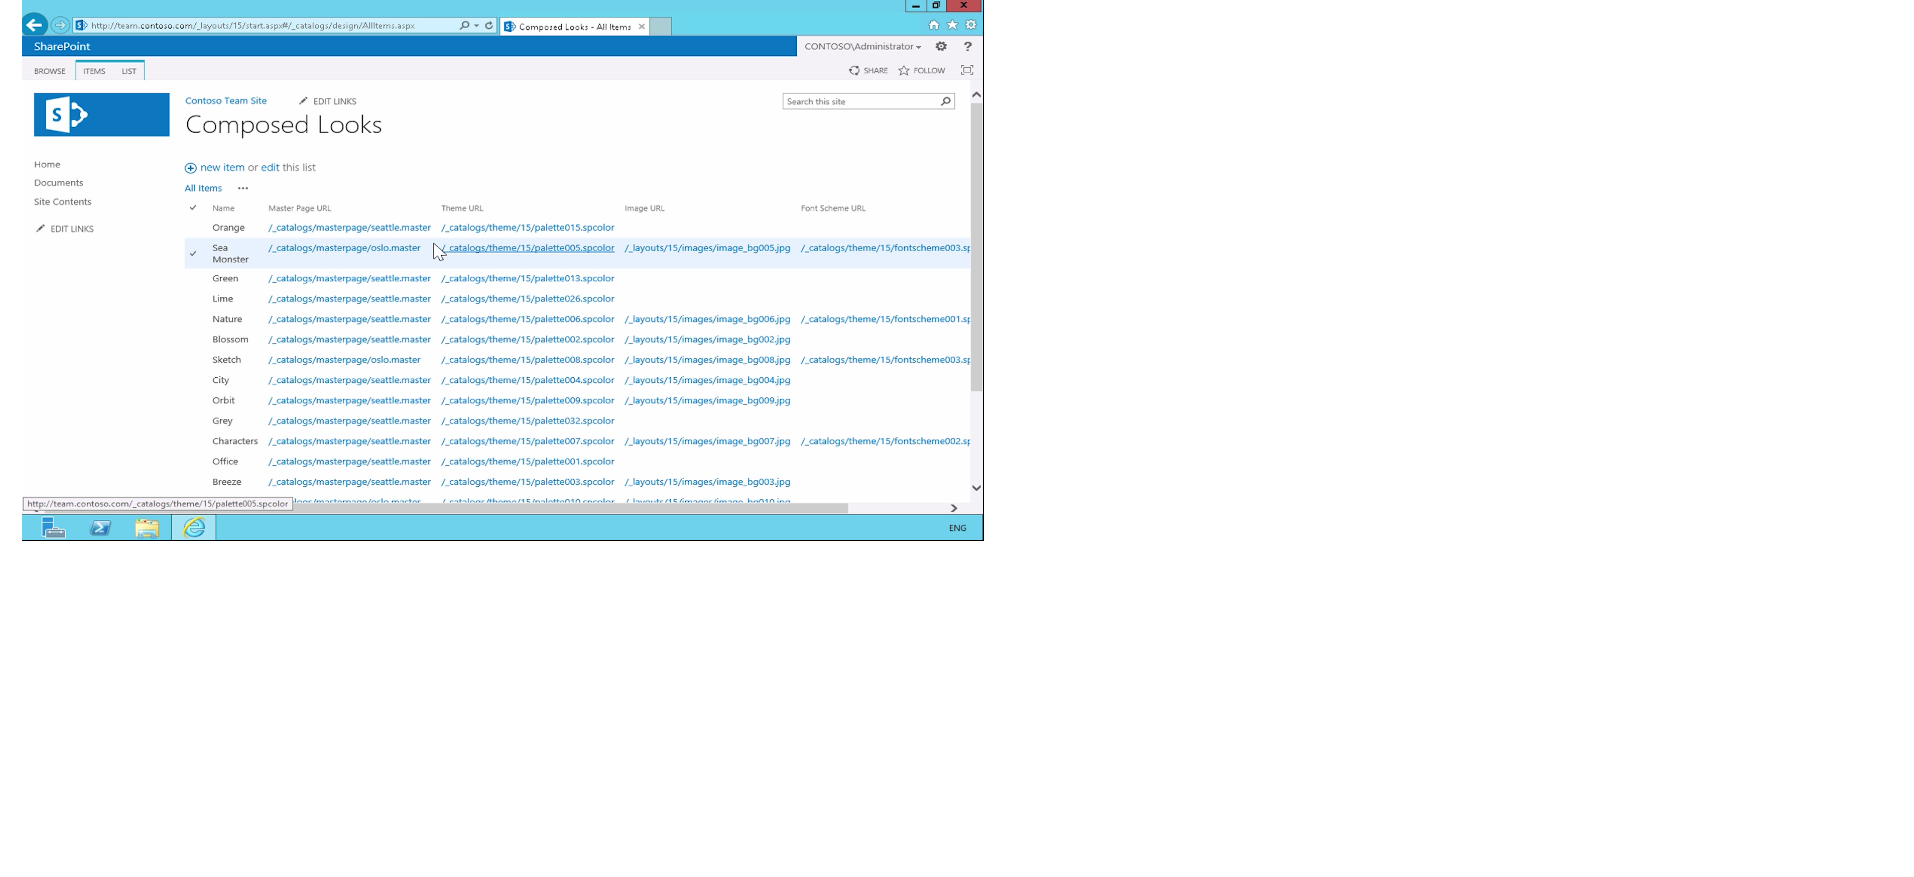 http://team.contoso.com/_layouts/15/start.aspx#/_catalogs/design/AllItems.aspx
Composed Looks - All Items
SharePoint
CONTOSO\Administrator
?
BROWSE
ITEMS
LIST
SHARE
FOLLOW
S
Contoso Team Site
EDIT LINKS
Search this site
Composed Looks
Home
Documents
Site Contents
EDIT LINKS
new item or edit this list
All Items ...
Name Master Page URL Theme URL Image URL Font Scheme URL
Orange /_catalogs/masterpage/seattle.master /_catalogs/theme/15/palette015.spcolor
Sea Monster /_catalogs/masterpage/oslo.master /_catalogs/theme/15/palette005.spcolor /_layouts/15/images/image_bg005.jpg /_catalogs/theme/15/fontscheme003.sp
Green /_catalogs/masterpage/seattle.master /_catalogs/theme/15/palette013.spcolor
Lime /_catalogs/masterpage/seattle.master /_catalogs/theme/15/palette026.spcolor
Nature /_catalogs/masterpage/seattle.master /_catalogs/theme/15/palette006.spcolor /_layouts/15/images/image_bg006.jpg /_catalogs/theme/15/fontscheme001.sp
Blossom /_catalogs/masterpage/seattle.master /_catalogs/theme/15/palette002.spcolor /_layouts/15/images/image_bg002.jpg
Sketch /_catalogs/masterpage/oslo.master /_catalogs/theme/15/palette008.spcolor /_layouts/15/images/image_bg008.jpg /_catalogs/theme/15/fontscheme003.sp
City /_catalogs/masterpage/seattle.master /_catalogs/theme/15/palette004.spcolor /_layouts/15/images/image_bg004.jpg
Orbit /_catalogs/masterpage/seattle.master /_catalogs/theme/15/palette009.spcolor /_layouts/15/images/image_bg009.jpg
Grey /_catalogs/masterpage/seattle.master /_catalogs/theme/15/palette032.spcolor
Characters /_catalogs/masterpage/seattle.master /_catalogs/theme/15/palette007.spcolor /_layouts/15/images/image_bg007.jpg /_catalogs/theme/15/fontscheme002.sp
Office /_catalogs/masterpage/seattle.master /_catalogs/theme/15/palette001.spcolor
Breeze /_catalogs/masterpage/seattle.master /_catalogs/theme/15/palette003.spcolor /_layouts/15/images/image_bg003.jpg
http://team.contoso.com/_catalogs/theme/15/palette005.spcolor
ENG